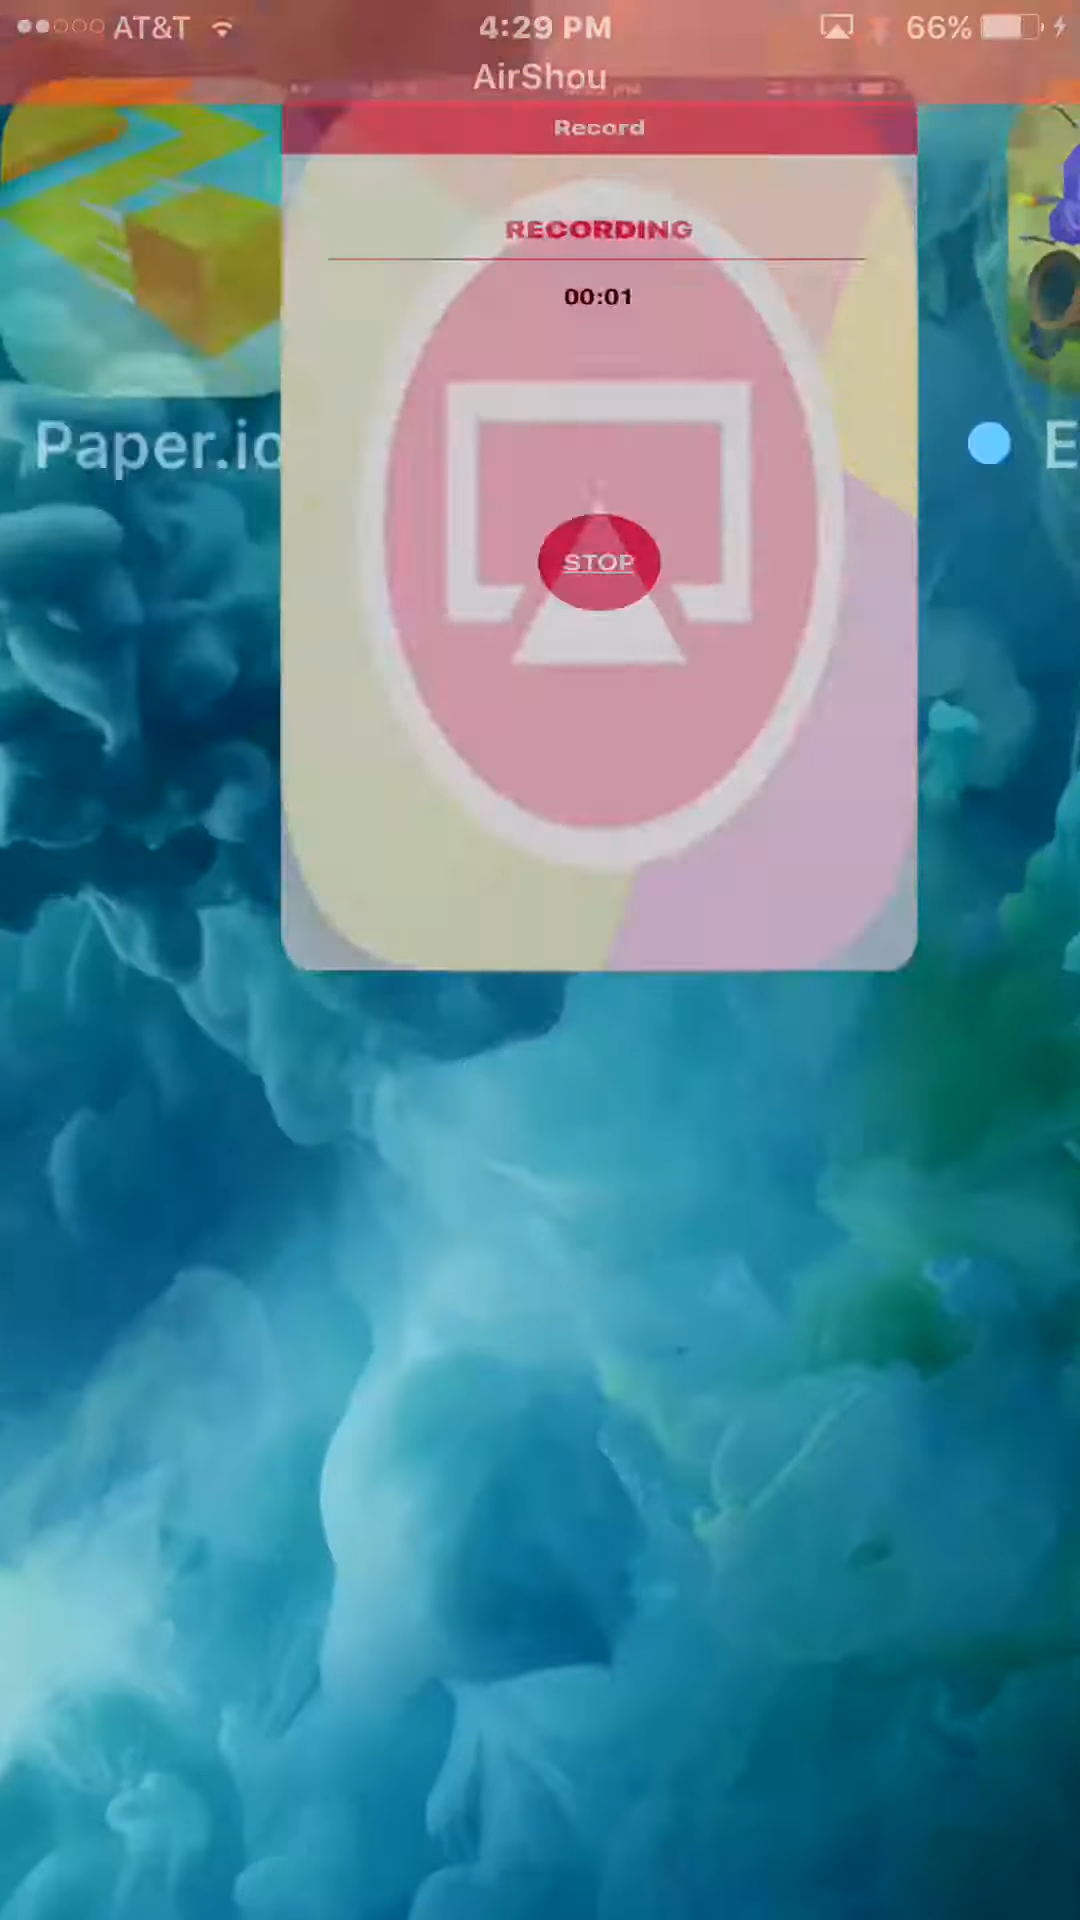 AT&T 4:29 PM 66%
AirShou
Record
RECORDING
00:01
STOP
Paper.io
E